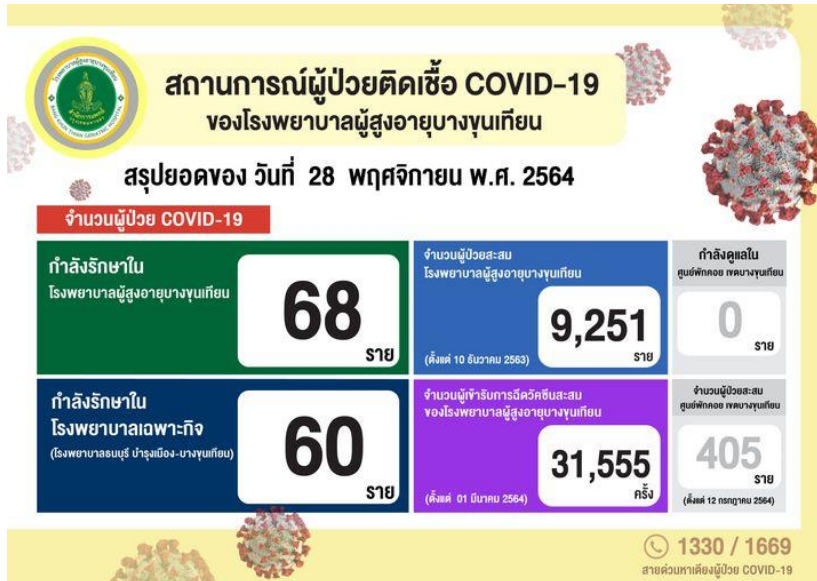 สถานการณ์ผู้ป่วยติดเชื้อ COVID-19
ของโรงพยาบาลผู้สูงอายุบางขุนเทียน
สรุปยอดของ วันที่ 28 พฤศจิกายน พ.ศ. 2564
จำนวนผู้ป่วย COVID-19
กำลังรักษาใน
โรงพยาบาลผู้สูงอายุบางขุนเทียน
68
ราย
จำนวนผู้ป่วยสะสม
โรงพยาบาลผู้สูงอายุบางขุนเทียน
9,251
ราย
(ตั้งแต่ 10 ธันวาคม 2563)
กำลังดูแลใน
ศูนย์พักคอย เขตบางขุนเทียน
0
ราย
กำลังรักษาใน
โรงพยาบาลเฉพาะกิจ
(โรงพยาบาลธนบุรี บำรุงเมือง-บางขุนเทียน)
60
ราย
จำนวนผู้เข้ารับการฉีดวัคซีนสะสม
ของโรงพยาบาลผู้สูงอายุบางขุนเทียน
31,555
ครั้ง
(ตั้งแต่ 01 มีนาคม 2564)
จำนวนผู้ป่วยสะสม
ศูนย์พักคอย เขตบางขุนเทียน
405
ราย
(ตั้งแต่ 12 กรกฎาคม 2564)
1330 / 1669
สายด่วนหาเตียงผู้ป่วย COVID-19